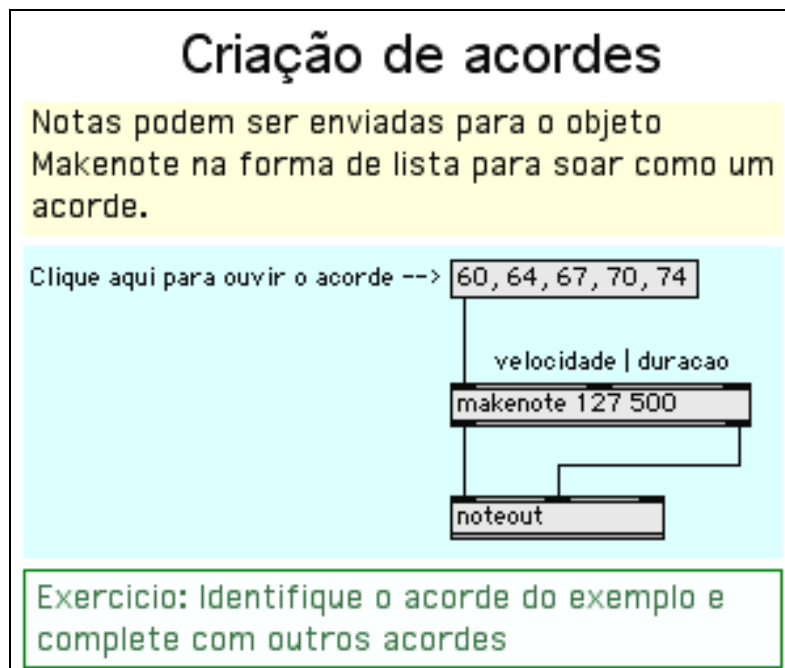 Criação de acordes
Notas podem ser enviadas para o objeto
Makenote na forma de lista para soar como um
acorde.
Clique aqui para ouvir o acorde --> 60, 64, 67, 70, 74
velocidade | duracao
makenote 127 500
noteout
Exercicio: Identifique o acorde do exemplo e
complete com outros acordes